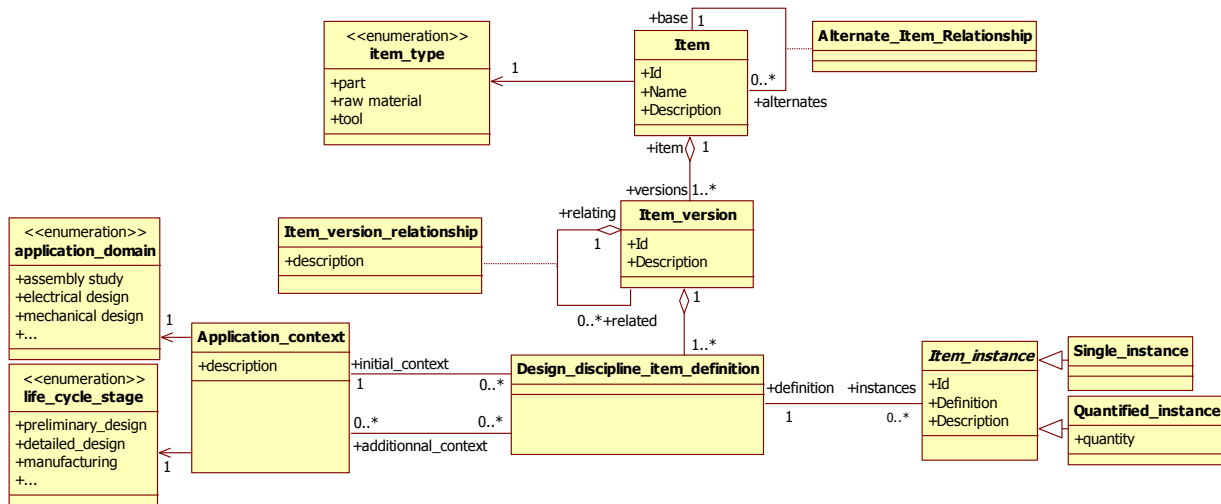 +base
1
<<enumeration>>
item_type
+part
+raw material
+tool
1
Item
+Id
+Name
+Description
0..*
+alternates
Alternate_Item_Relationship
+item
1
+versions
1..*
Item_version_relationship
+description
+relating
1
Item_version
+Id
+Description
0..*
+related
1
1..*
<<enumeration>>
application_domain
+assembly study
+electrical design
+mechanical design
+...
1
<<enumeration>>
life_cycle_stage
+preliminary_design
+detailed_design
+manufacturing
+...
1
Application_context
+description
+initial_context
1
0..*
0..*
0..*
+additionnal_context
Design_discipline_item_definition
+definition
+instances
1
0..*
Item_instance
+Id
+Definition
+Description
Single_instance
Quantified_instance
+quantity